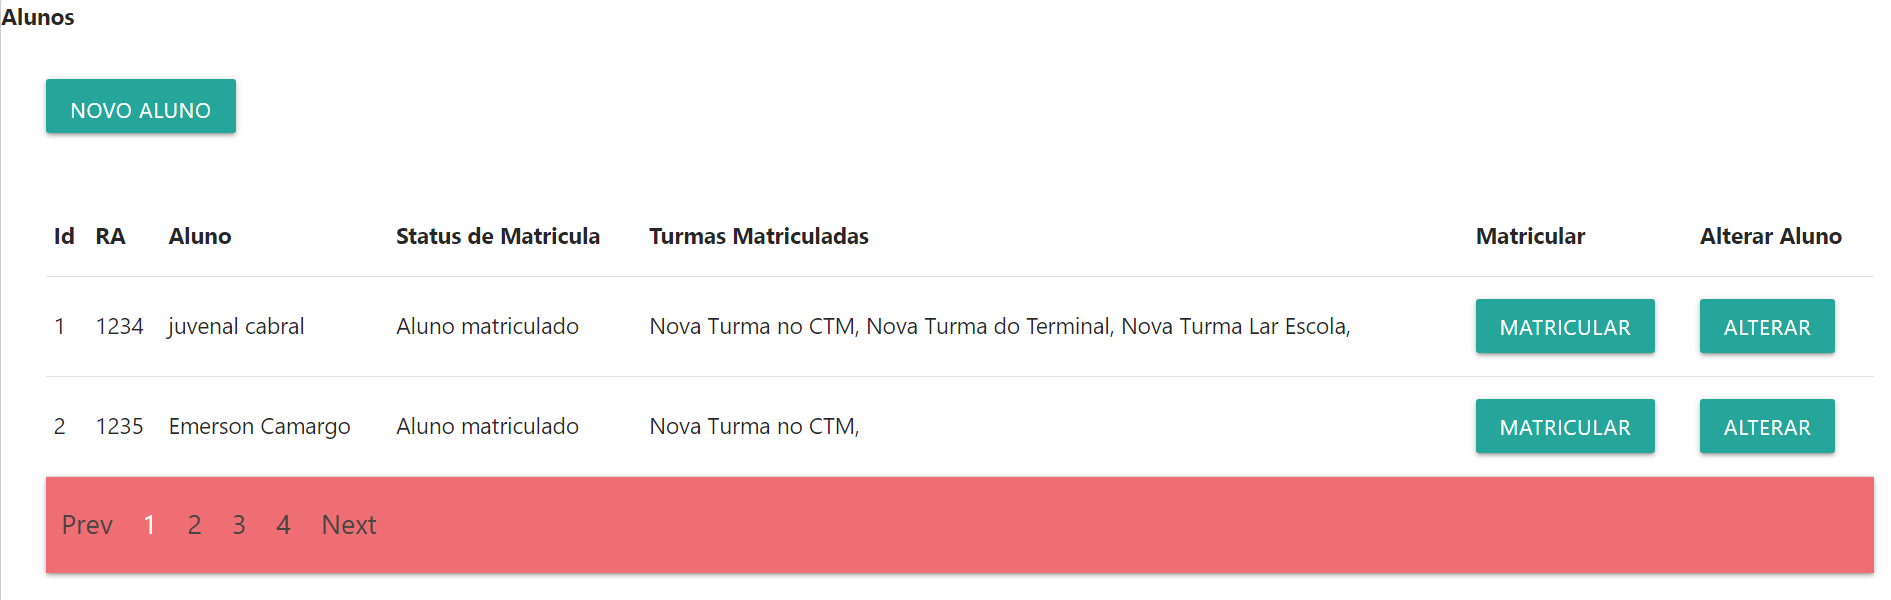 Alunos
NOVO ALUNO
Id RA Aluno Status de Matricula Turmas Matriculadas Matricular Alterar Aluno
1 1234 juvenal cabral Aluno matriculado Nova Turma no CTM, Nova Turma do Terminal, Nova Turma Lar Escola, MATRICULAR ALTERAR
2 1235 Emerson Camargo Aluno matriculado Nova Turma no CTM, MATRICULAR ALTERAR
Prev 1 2 3 4 Next